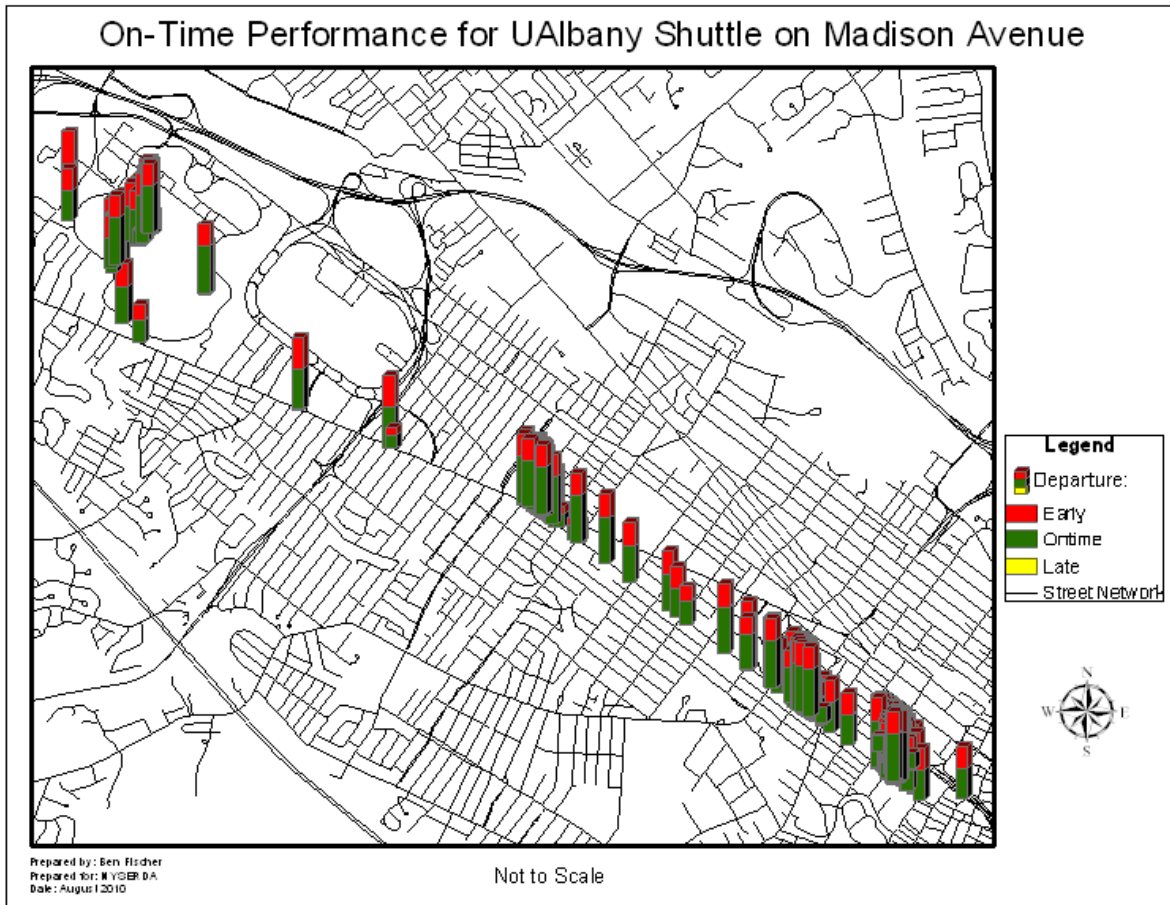 On-Time Performance for UAlbany Shuttle on Madison Avenue
Legend
Departure:
Early
Ontime
Late
Street Network
N
W E
S
Prepared by: Ben Fischer
Prepared for: NYSERDA
Date: August 2010
Not to Scale